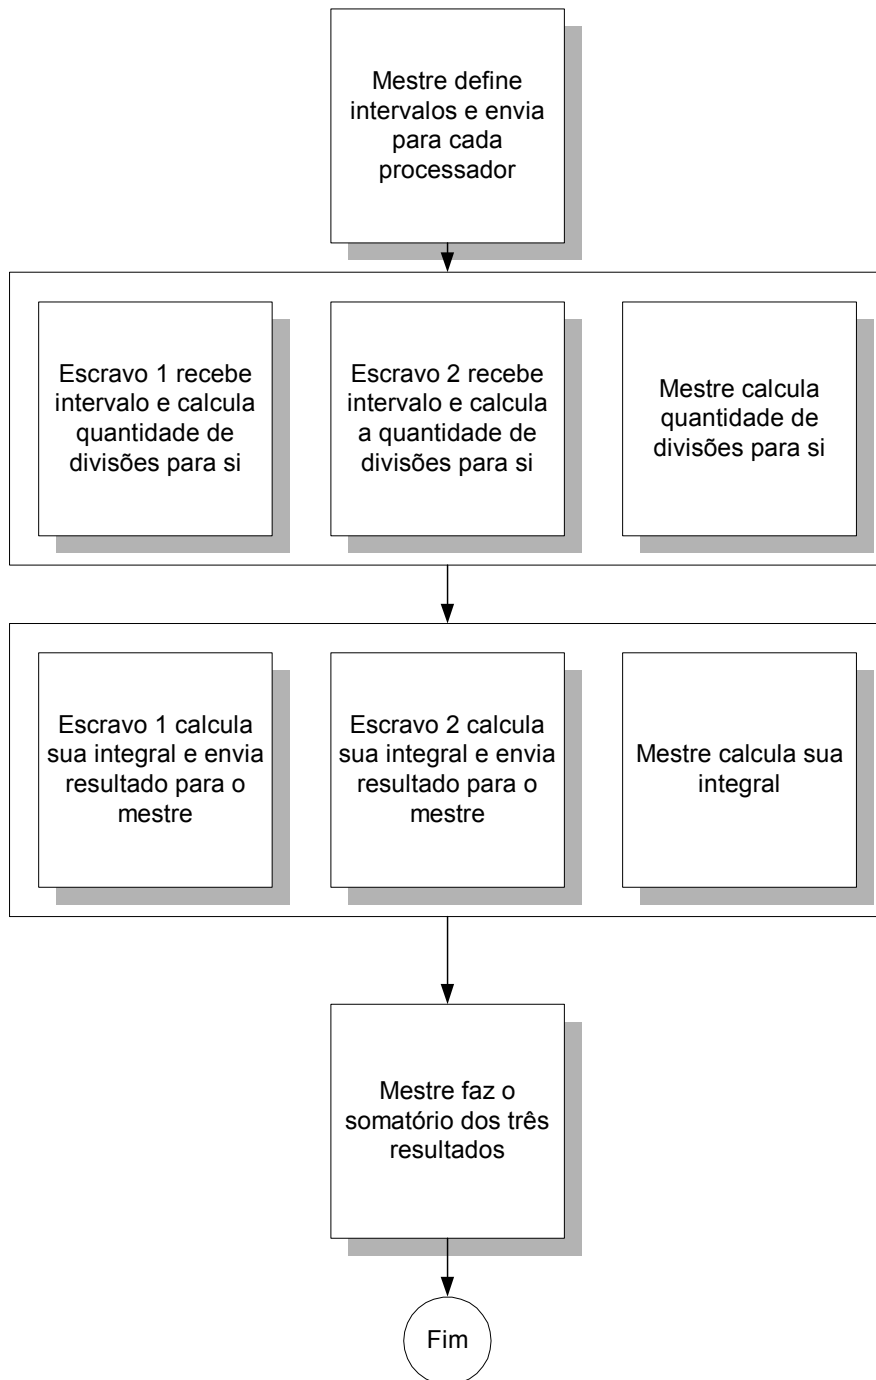 Mestre define
intervalos e envia
para cada
processador
Escravo 1 recebe
intervalo e calcula
quantidade de
divisões para si
Escravo 2 recebe
intervalo e calcula
a quantidade de
divisões para si
Mestre calcula
quantidade de
divisões para si
Escravo 1 calcula
sua integral e envia
resultado para o
mestre
Escravo 2 calcula
sua integral e envia
resultado para o
mestre
Mestre calcula sua
integral
Mestre faz o
somatório dos três
resultados
Fim